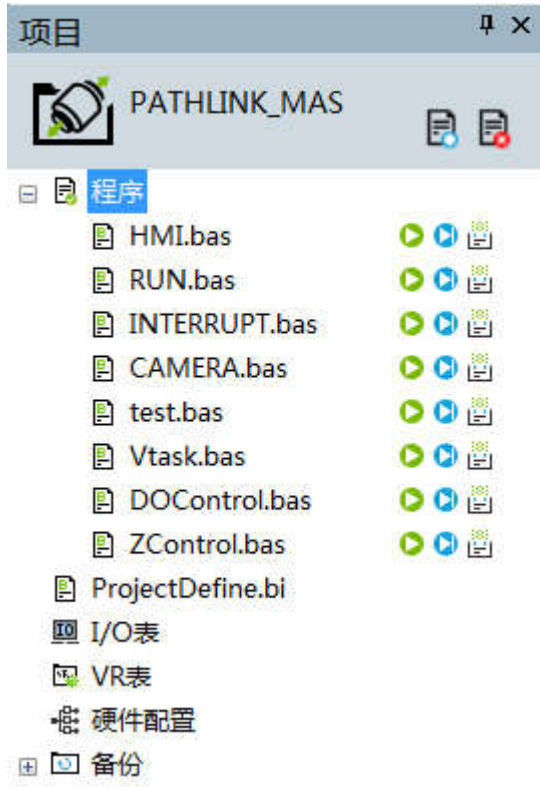 项目
PATHLINK_MAS
程序
HMI.bas
RUN.bas
INTERRUPT.bas
CAMERA.bas
test.bas
Vtask.bas
DOControl.bas
ZControl.bas
ProjectDefine.bi
I/O表
VR表
硬件配置
备份